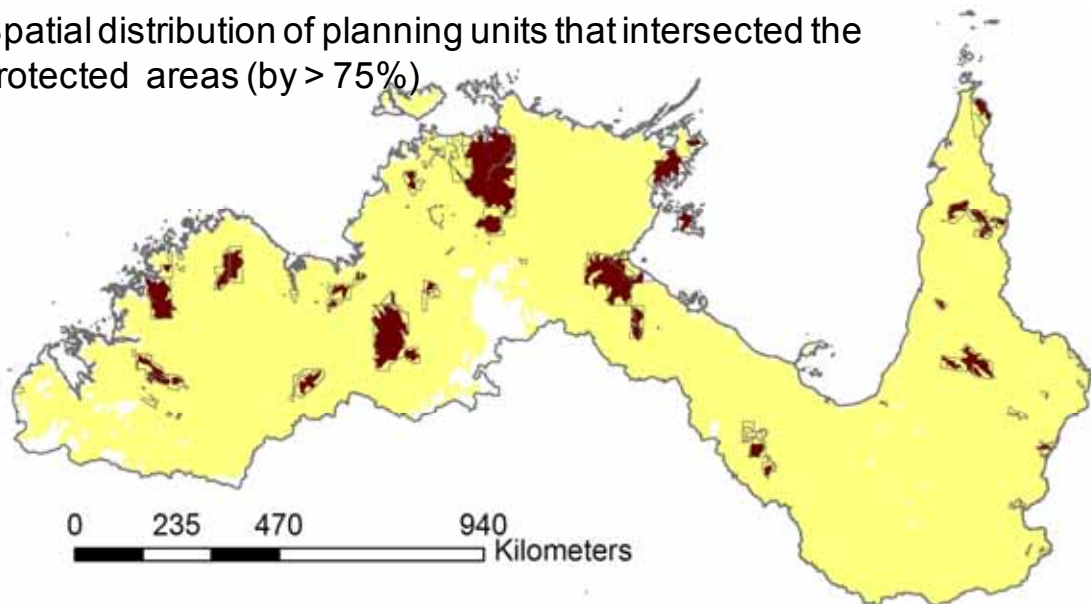 patial distribution of planning units that intersected the
rotected areas (by > 75%)
0 235 470 940
Kilometers